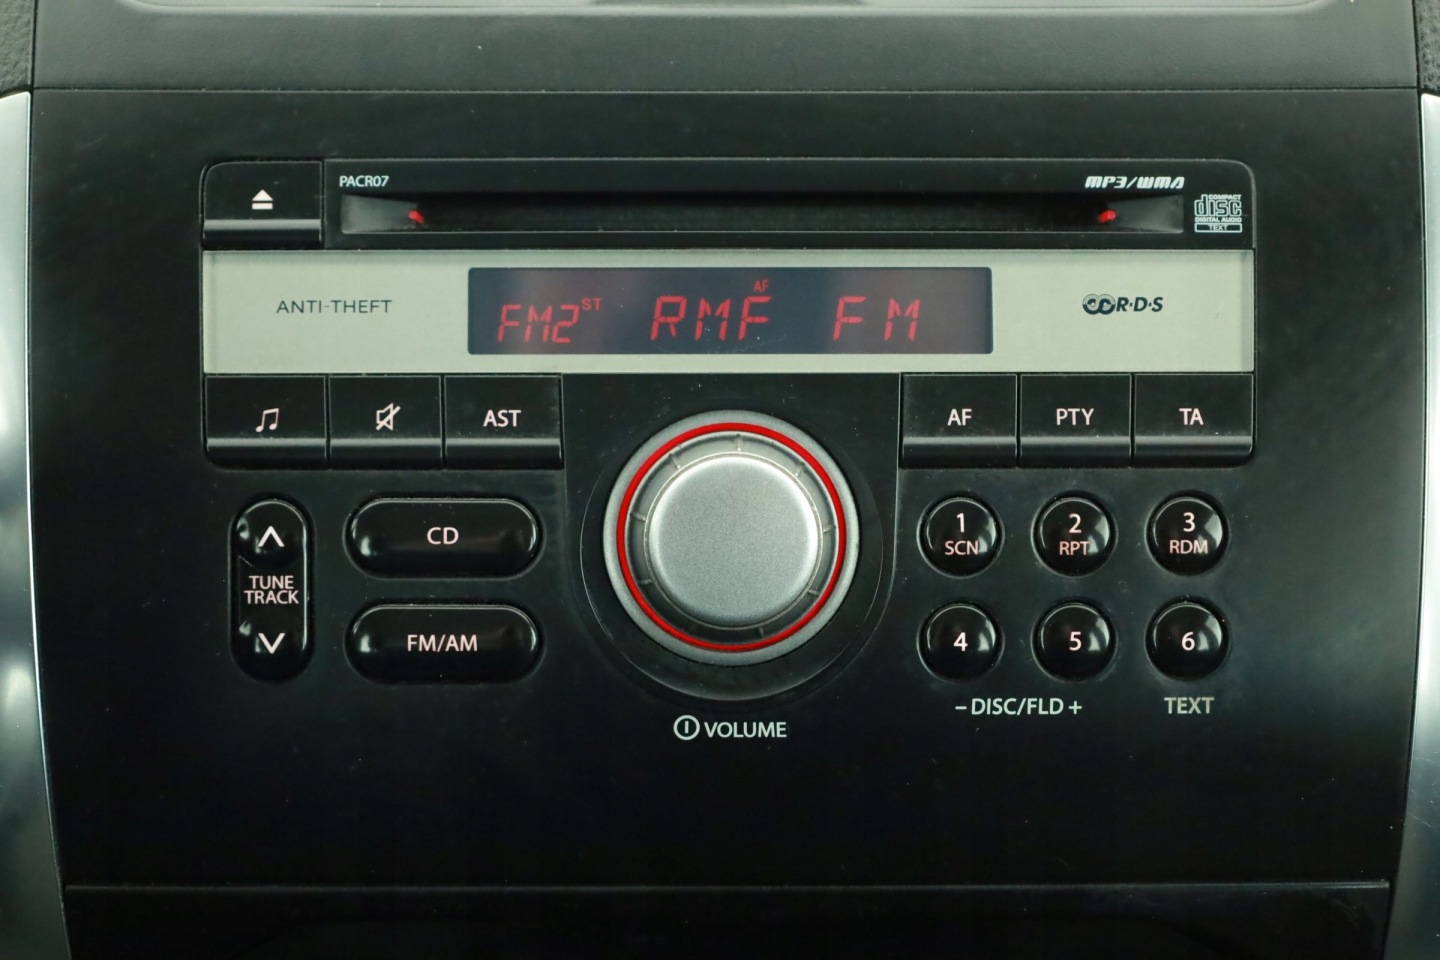 PACR07
MP3/WMA
COMPACT
disc
DIGITAL AUDIO
TEXT
ANTI-THEFT
FM2 ST RMF AF FM
R·D·S
AST
AF
PTY
TA
TUNE
TRACK
CD
FM/AM
1
SCN
2
RPT
3
RDM
4
5
6
– DISC/FLD +
TEXT
VOLUME